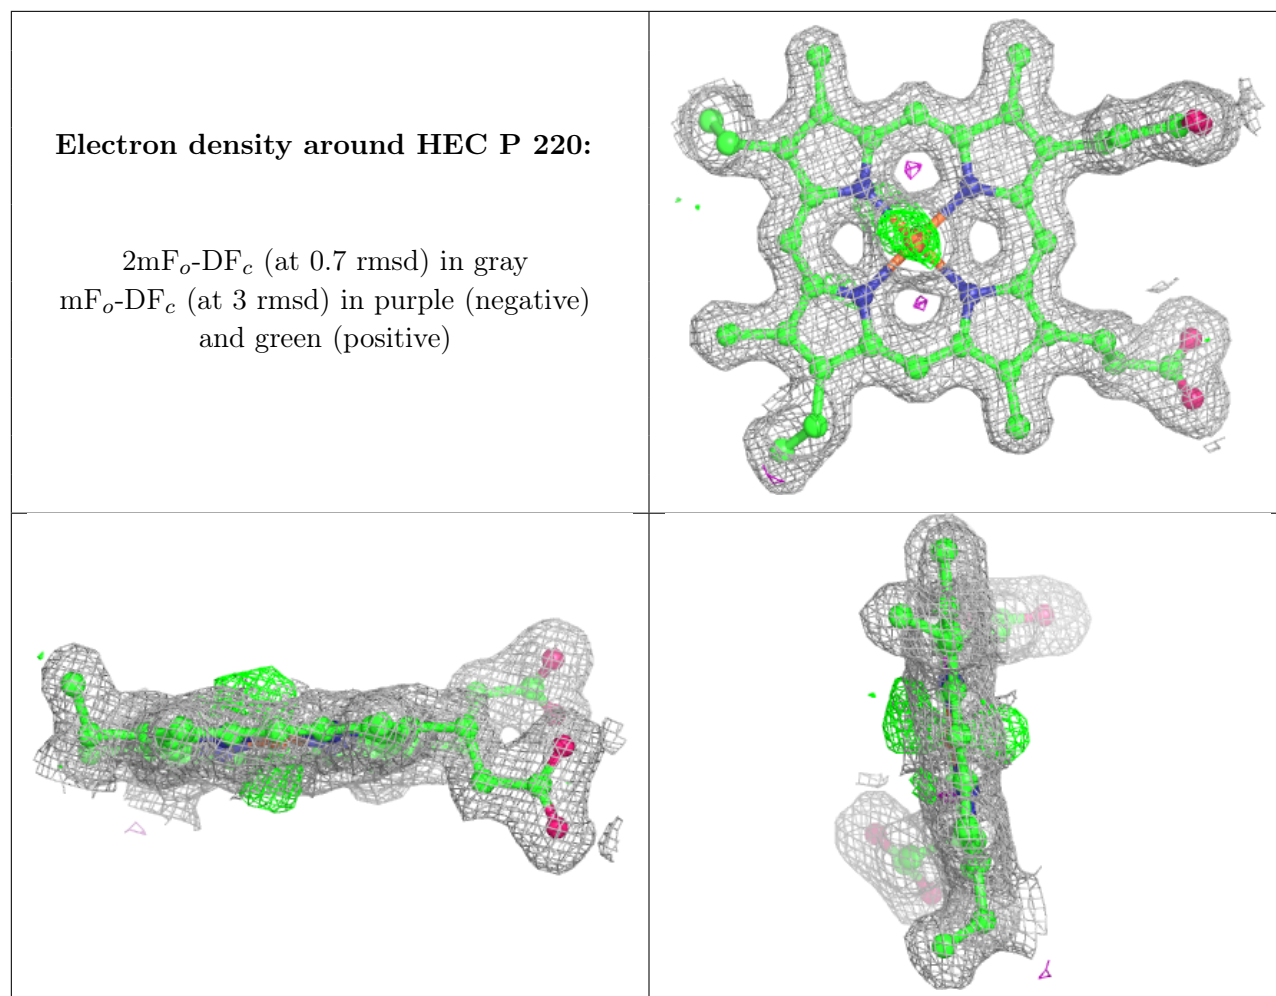 Electron density around HEC P 220:
2mFo-DFc (at 0.7 rmsd) in gray
mFo-DFc (at 3 rmsd) in purple (negative)
and green (positive)